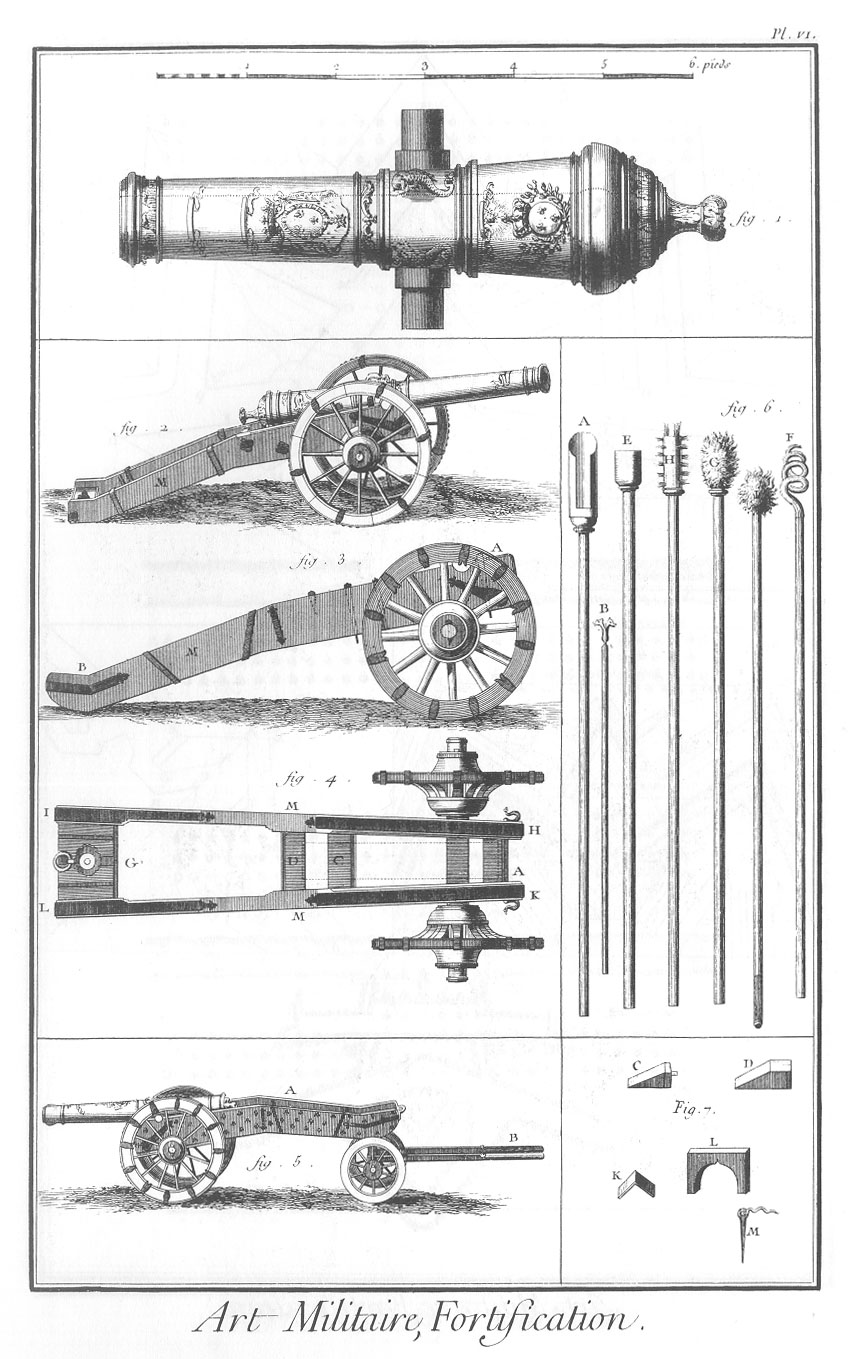 Pl. VI.
1 2 3 4 5 6. pieds
fig. 1.
fig. 2.
M
fig. 3
A
B
M
fig. 4.
I
M
H
G
D
C
A
L
M
K
fig. 6.
A
E
H
G
F
B
A
B
fig. 5.
C
D
Fig. 7.
L
K
M
Art Militaire, Fortification.